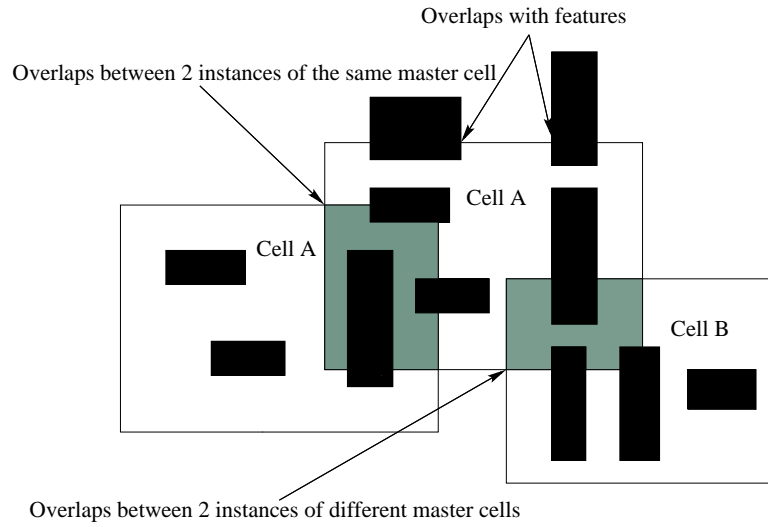 Overlaps with features
Overlaps between 2 instances of the same master cell
Cell A
Cell A
Cell B
Overlaps between 2 instances of different master cells